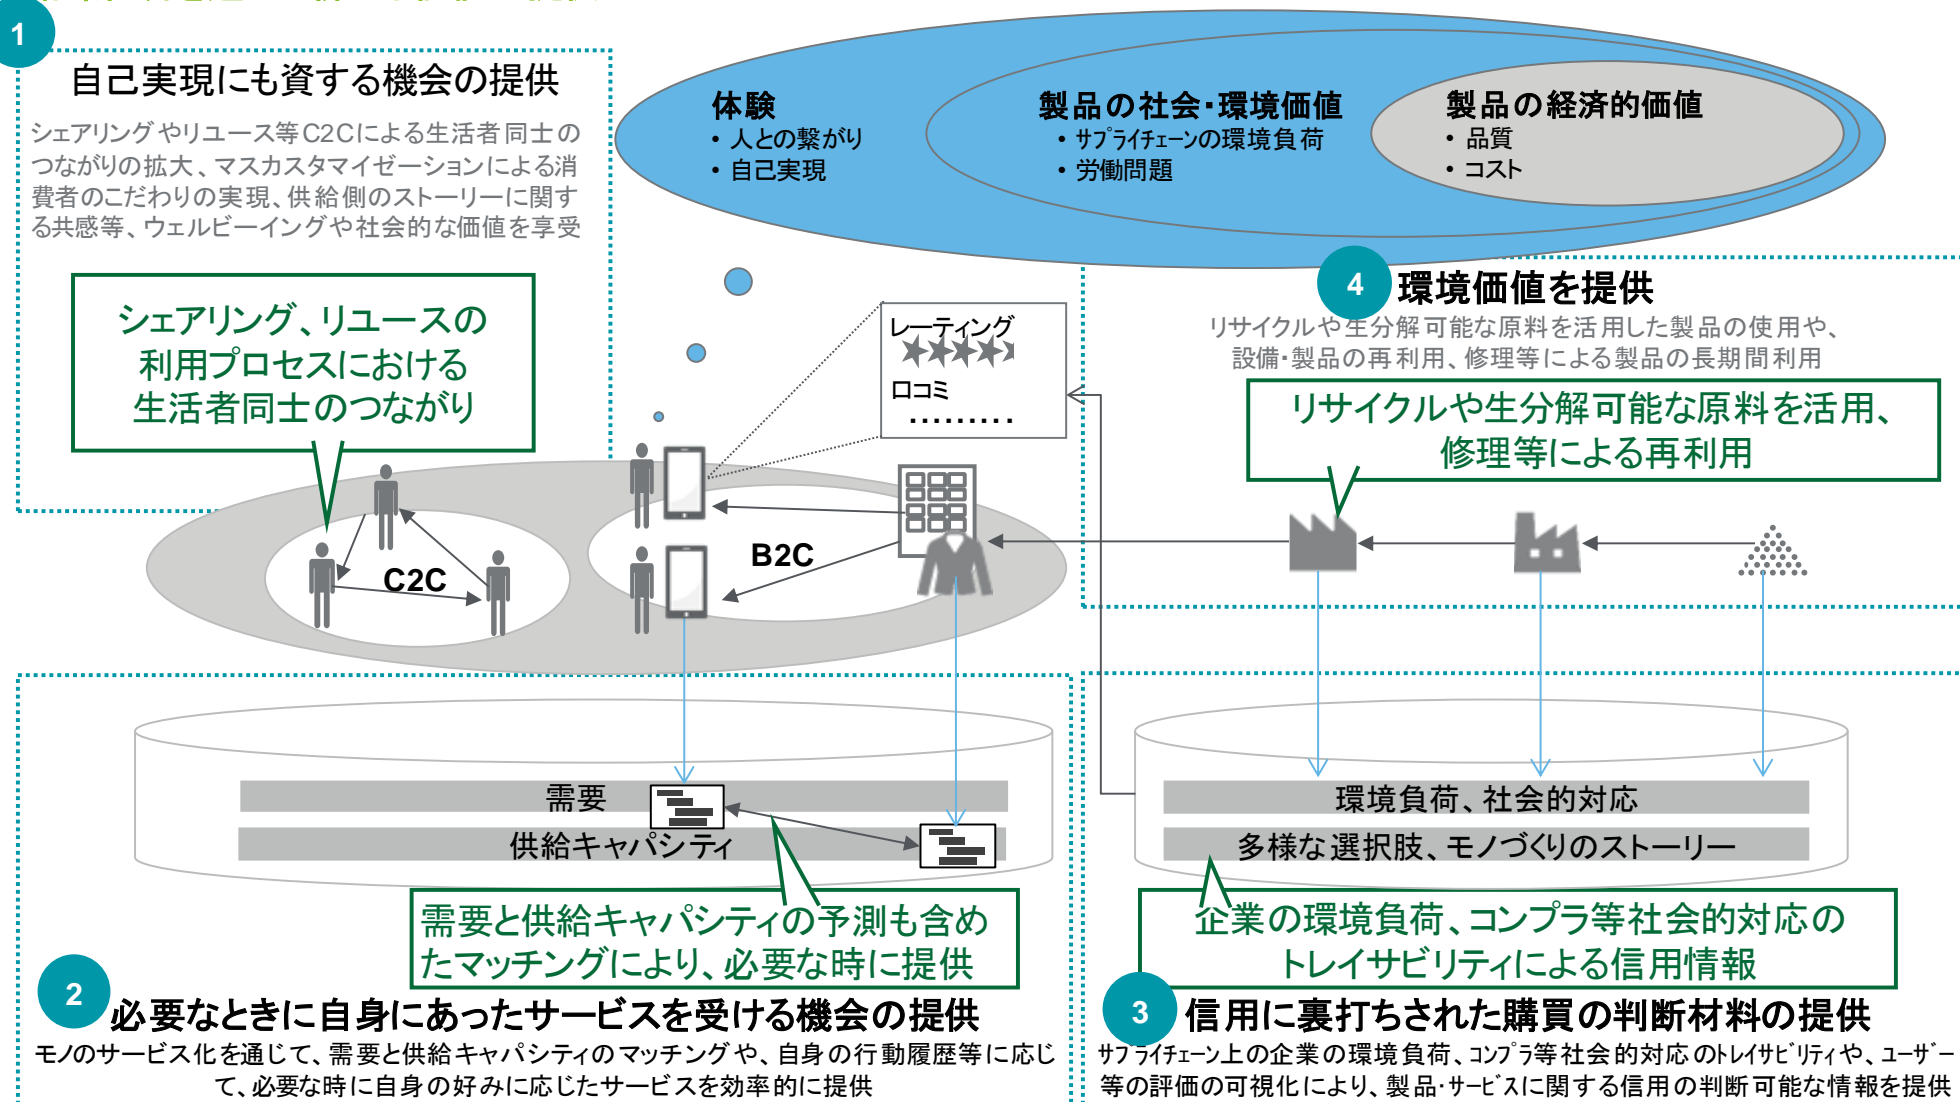 1
自己実現にも資する機会の提供
シェアリングやリユース等C2Cによる生活者同士の
つながりの拡大、マスカスタマイゼーションによる消
費者のこだわりの実現、供給側のストーリーに関す
る共感等、ウェルビーイングや社会的な価値を享受
シェアリング、リユースの
利用プロセスにおける
生活者同士のつながり
体験
• 人との繋がり
• 自己実現
製品の社会・環境価値
• サプライチェーンの環境負荷
• 労働問題
製品の経済的価値
• 品質
• コスト
レーティング
口コミ
………
4
環境価値を提供
リサイクルや生分解可能な原料を活用した製品の使用や、
設備・製品の再利用、修理等による製品の長期間利用
リサイクルや生分解可能な原料を活用、
修理等による再利用
C2C
B2C
需要
供給キャパシティ
需要と供給キャパシティの予測も含め
たマッチングにより、必要な時に提供
2
必要なときに自身にあったサービスを受ける機会の提供
モノのサービス化を通じて、需要と供給キャパシティのマッチングや、自身の行動履歴等に応じ
て、必要な時に自身の好みに応じたサービスを効率的に提供
環境負荷、社会的対応
多様な選択肢、モノづくりのストーリー
企業の環境負荷、コンプラ等社会的対応の
トレイサビリティによる信用情報
3
信用に裏打ちされた購買の判断材料の提供
サプライチェーン上の企業の環境負荷、コンプラ等社会的対応のトレイサビリティや、ユーザー
等の評価の可視化により、製品・サービスに関する信用の判断可能な情報を提供